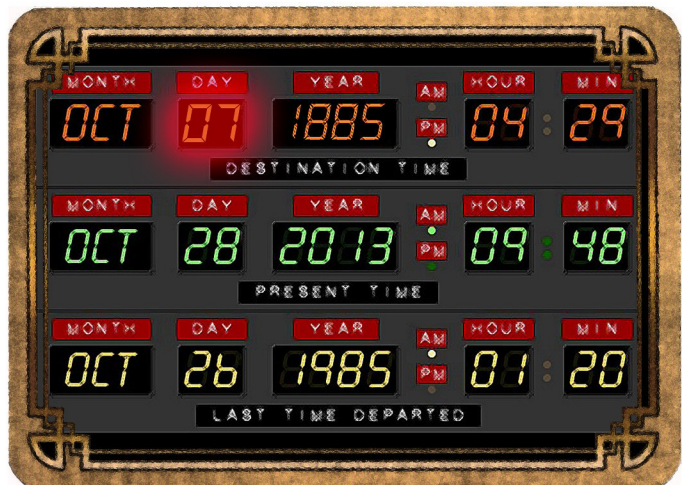 MONTH DAY YEAR AM HOUR MIN
OCT 07 1885 PM 04 : 29
DESTINATION TIME
MONTH DAY YEAR AM HOUR MIN
OCT 28 2013 PM 09 : 48
PRESENT TIME
MONTH DAY YEAR AM HOUR MIN
OCT 26 1985 PM 01 : 20
LAST TIME DEPARTED